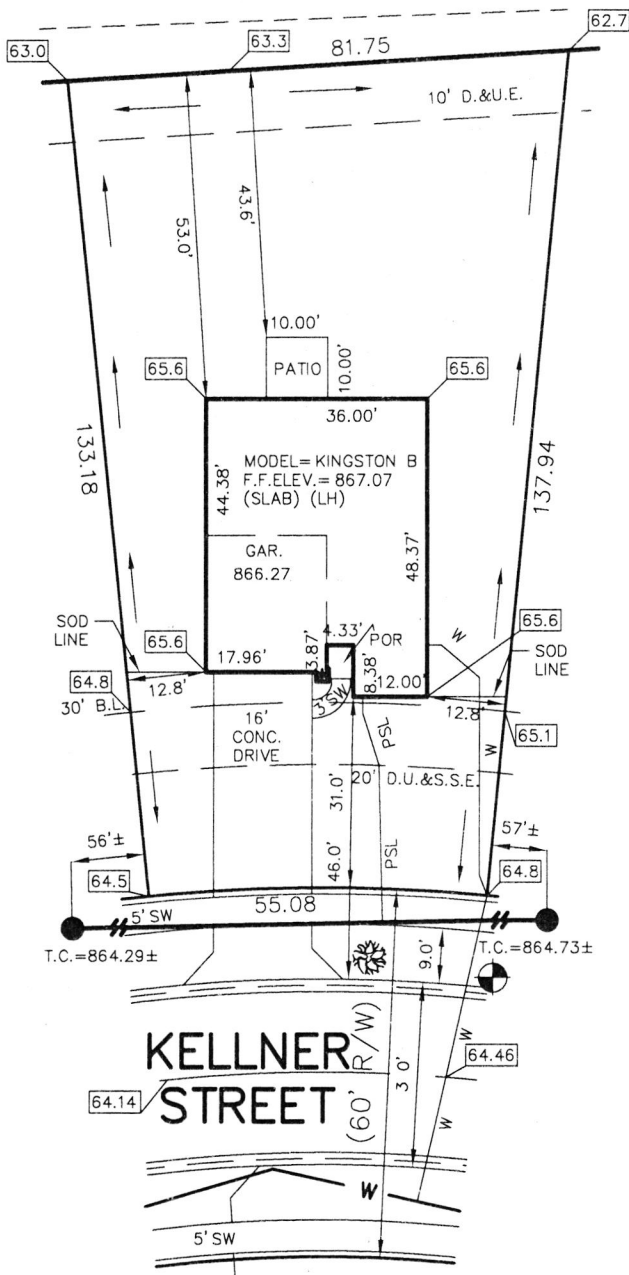 63.0
63.3
81.75
62.7
10' D.&U.E.
53.0'
43.6'
10.00'
PATIO
10.00'
65.6
65.6
36.00'
133.18
137.94
44.38'
MODEL= KINGSTON B
F.F.ELEV.= 867.07
(SLAB) (LH)
GAR.
866.27
48.37'
W
65.6
SOD
LINE
65.6
17.96'
3.87'
4.33'
POR
8.38'
12.00'
SOD
LINE
64.8
12.8'
30' B.L.
3'SW
12.8'
65.1
16'
CONC.
DRIVE
PSL
W
20' D.U.&S.S.E.
31.0'
56'±
46.0'
PSL
57'±
64.5
64.8
55.08
5' SW
T.C.=864.29±
9.0'
T.C.=864.73±
KELLNER
STREET
(60' R/W)
3 0'
W
64.46
64.14
W
W
5' SW